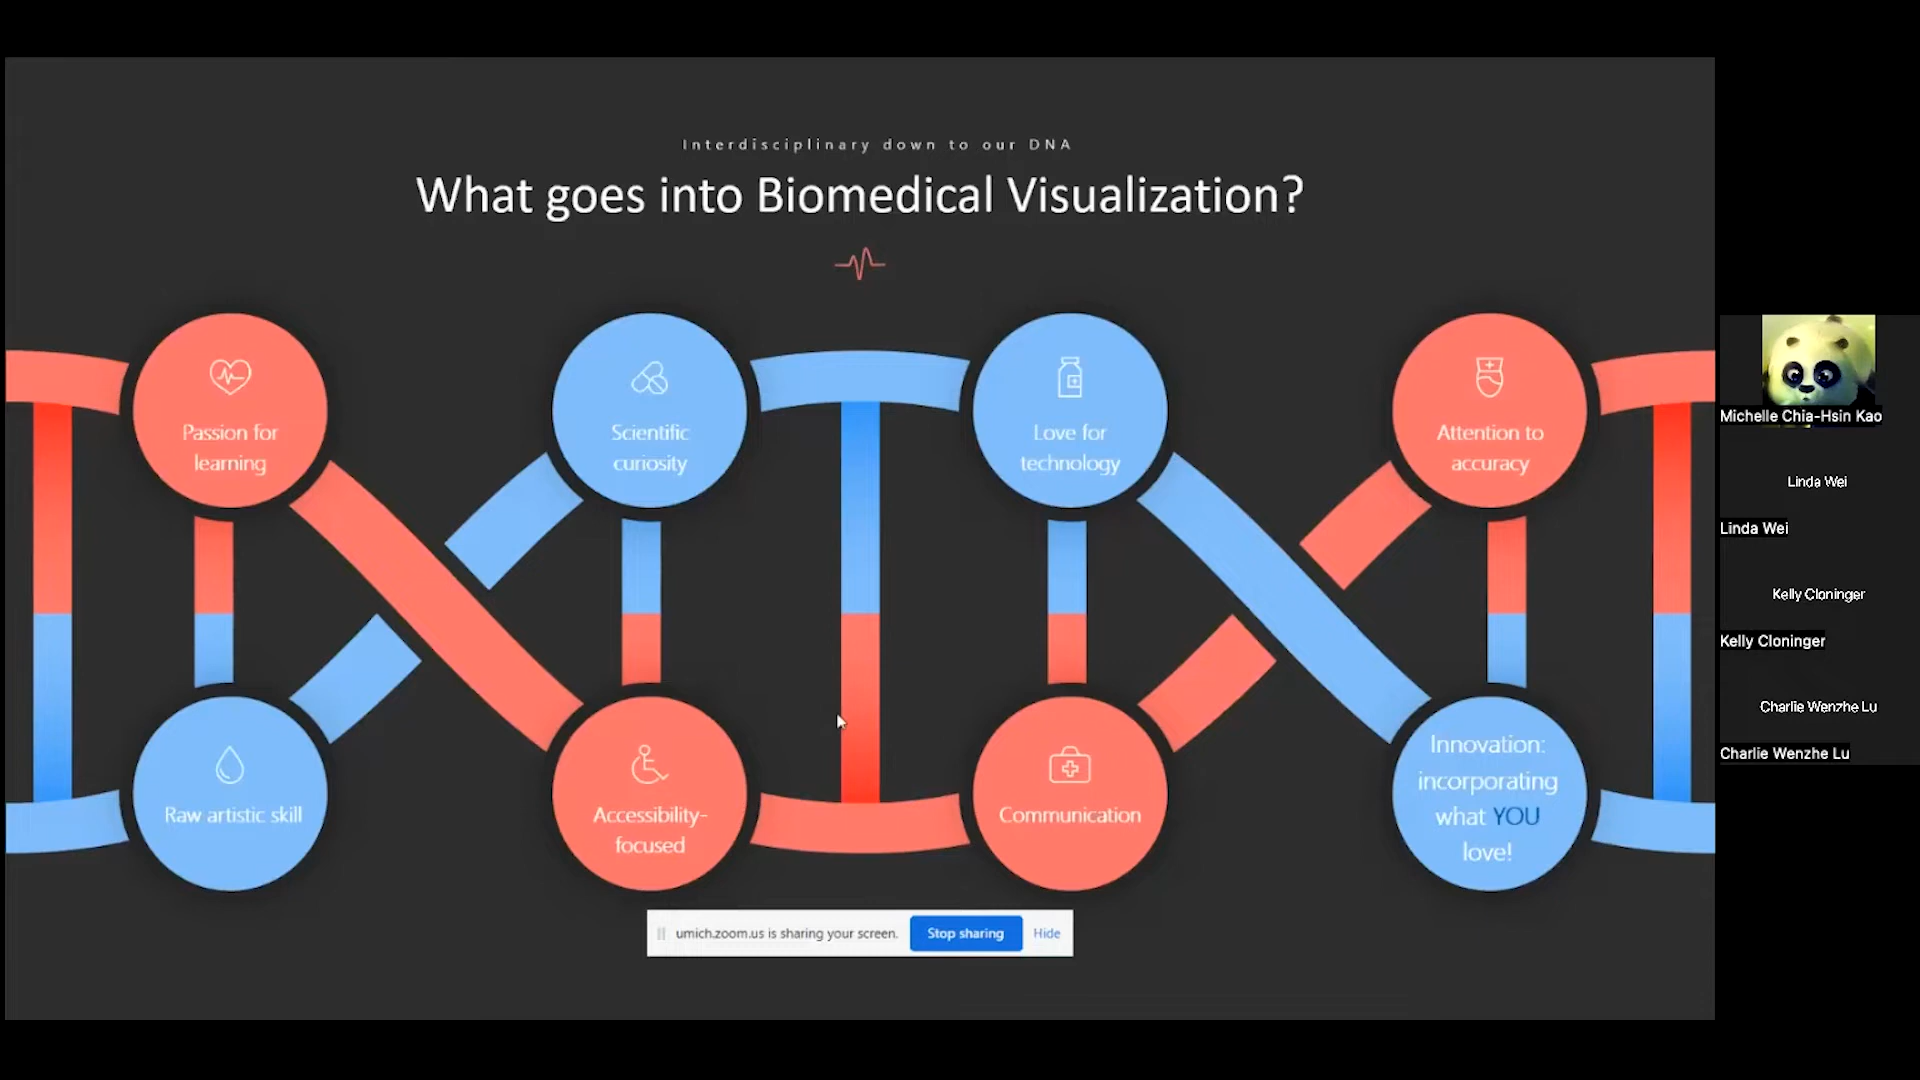 Interdisciplinary down to our DNA
What goes into Biomedical Visualization?
Passion for
learning
Scientific
curiosity
Love for
technology
Attention to
accuracy
Raw artistic skill
Accessibility-
focused
Communication
Innovation:
incorporating
what YOU
love!
umich.zoom.us is sharing your screen.
Stop sharing
Hide
Michelle Chia-Hsin Kao
Linda Wei
Linda Wei
Kelly Cloninger
Kelly Cloninger
Charlie Wenzhe Lu
Charlie Wenzhe Lu